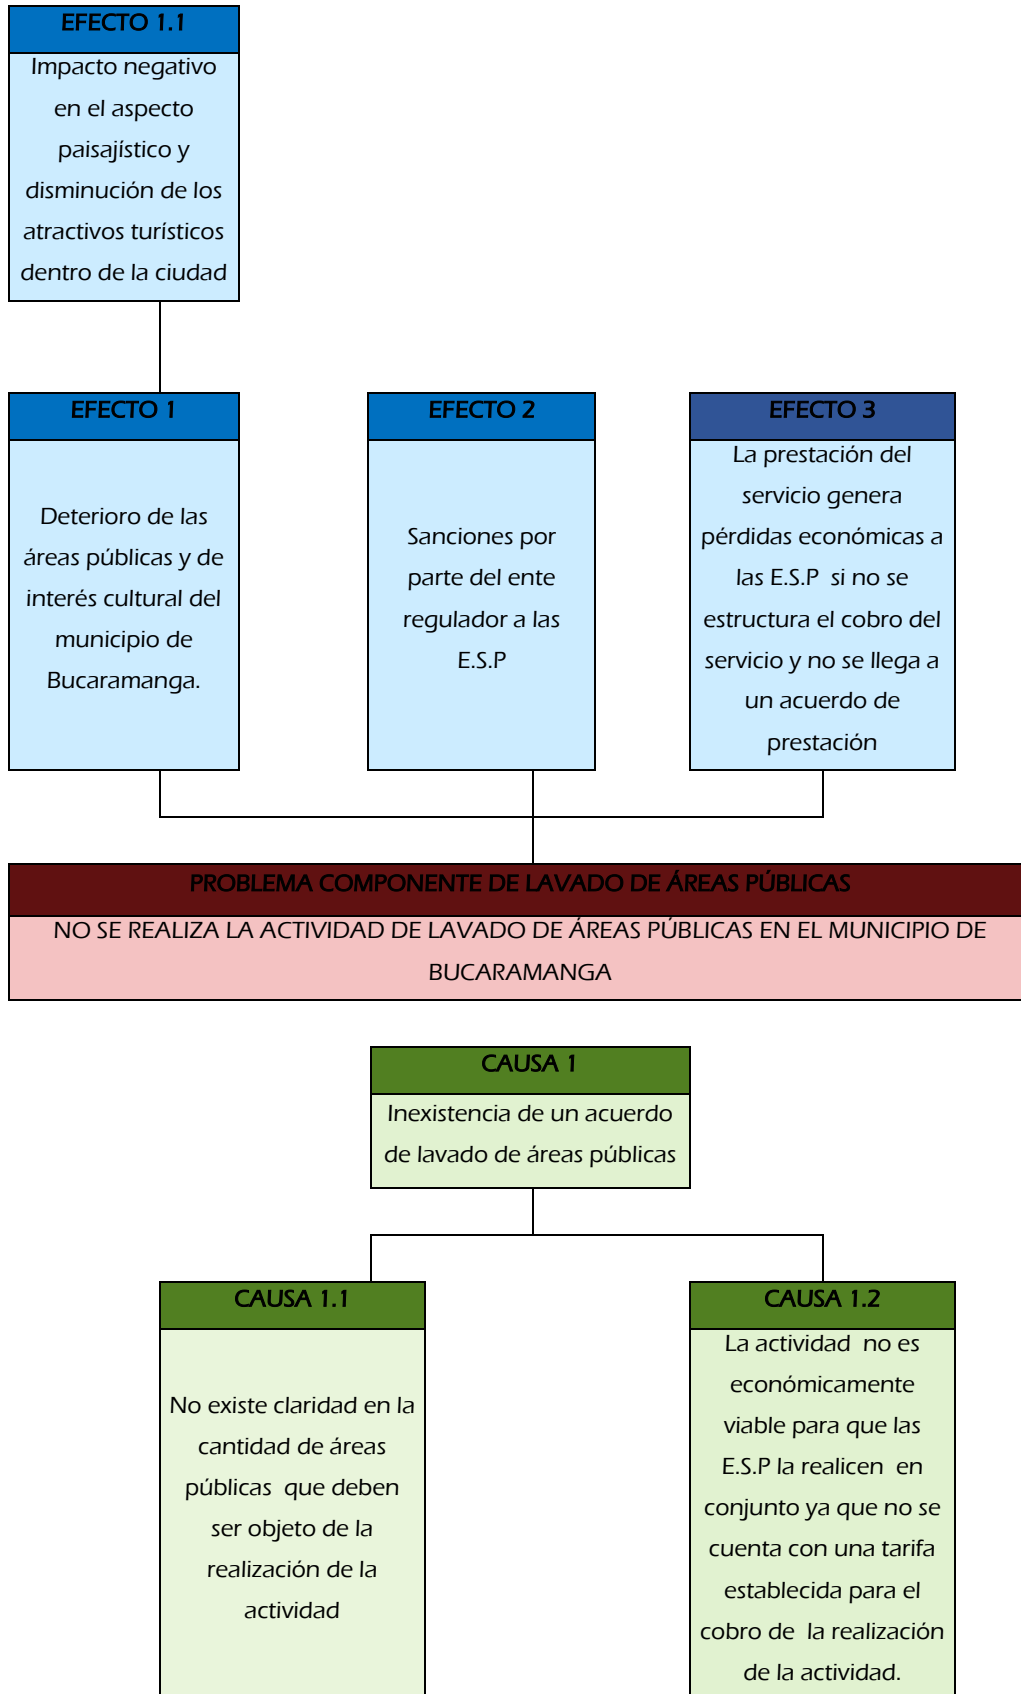 EFECTO 1.1
Impacto negativo
en el aspecto
paisajístico y
disminución de los
atractivos turísticos
dentro de la ciudad
EFECTO 1
Deterioro de las
áreas públicas y de
interés cultural del
municipio de
Bucaramanga.
EFECTO 2
Sanciones por
parte del ente
regulador a las
E.S.P
EFECTO 3
La prestación del
servicio genera
pérdidas económicas a
las E.S.P si no se
estructura el cobro del
servicio y no se llega a
un acuerdo de
prestación
PROBLEMA COMPONENTE DE LAVADO DE ÁREAS PÚBLICAS
NO SE REALIZA LA ACTIVIDAD DE LAVADO DE ÁREAS PÚBLICAS EN EL MUNICIPIO DE
BUCARAMANGA
CAUSA 1
Inexistencia de un acuerdo
de lavado de áreas públicas
CAUSA 1.1
No existe claridad en la
cantidad de áreas
públicas que deben
ser objeto de la
realización de la
actividad
CAUSA 1.2
La actividad no es
económicamente
viable para que las
E.S.P la realicen en
conjunto ya que no se
cuenta con una tarifa
establecida para el
cobro de la realización
de la actividad.